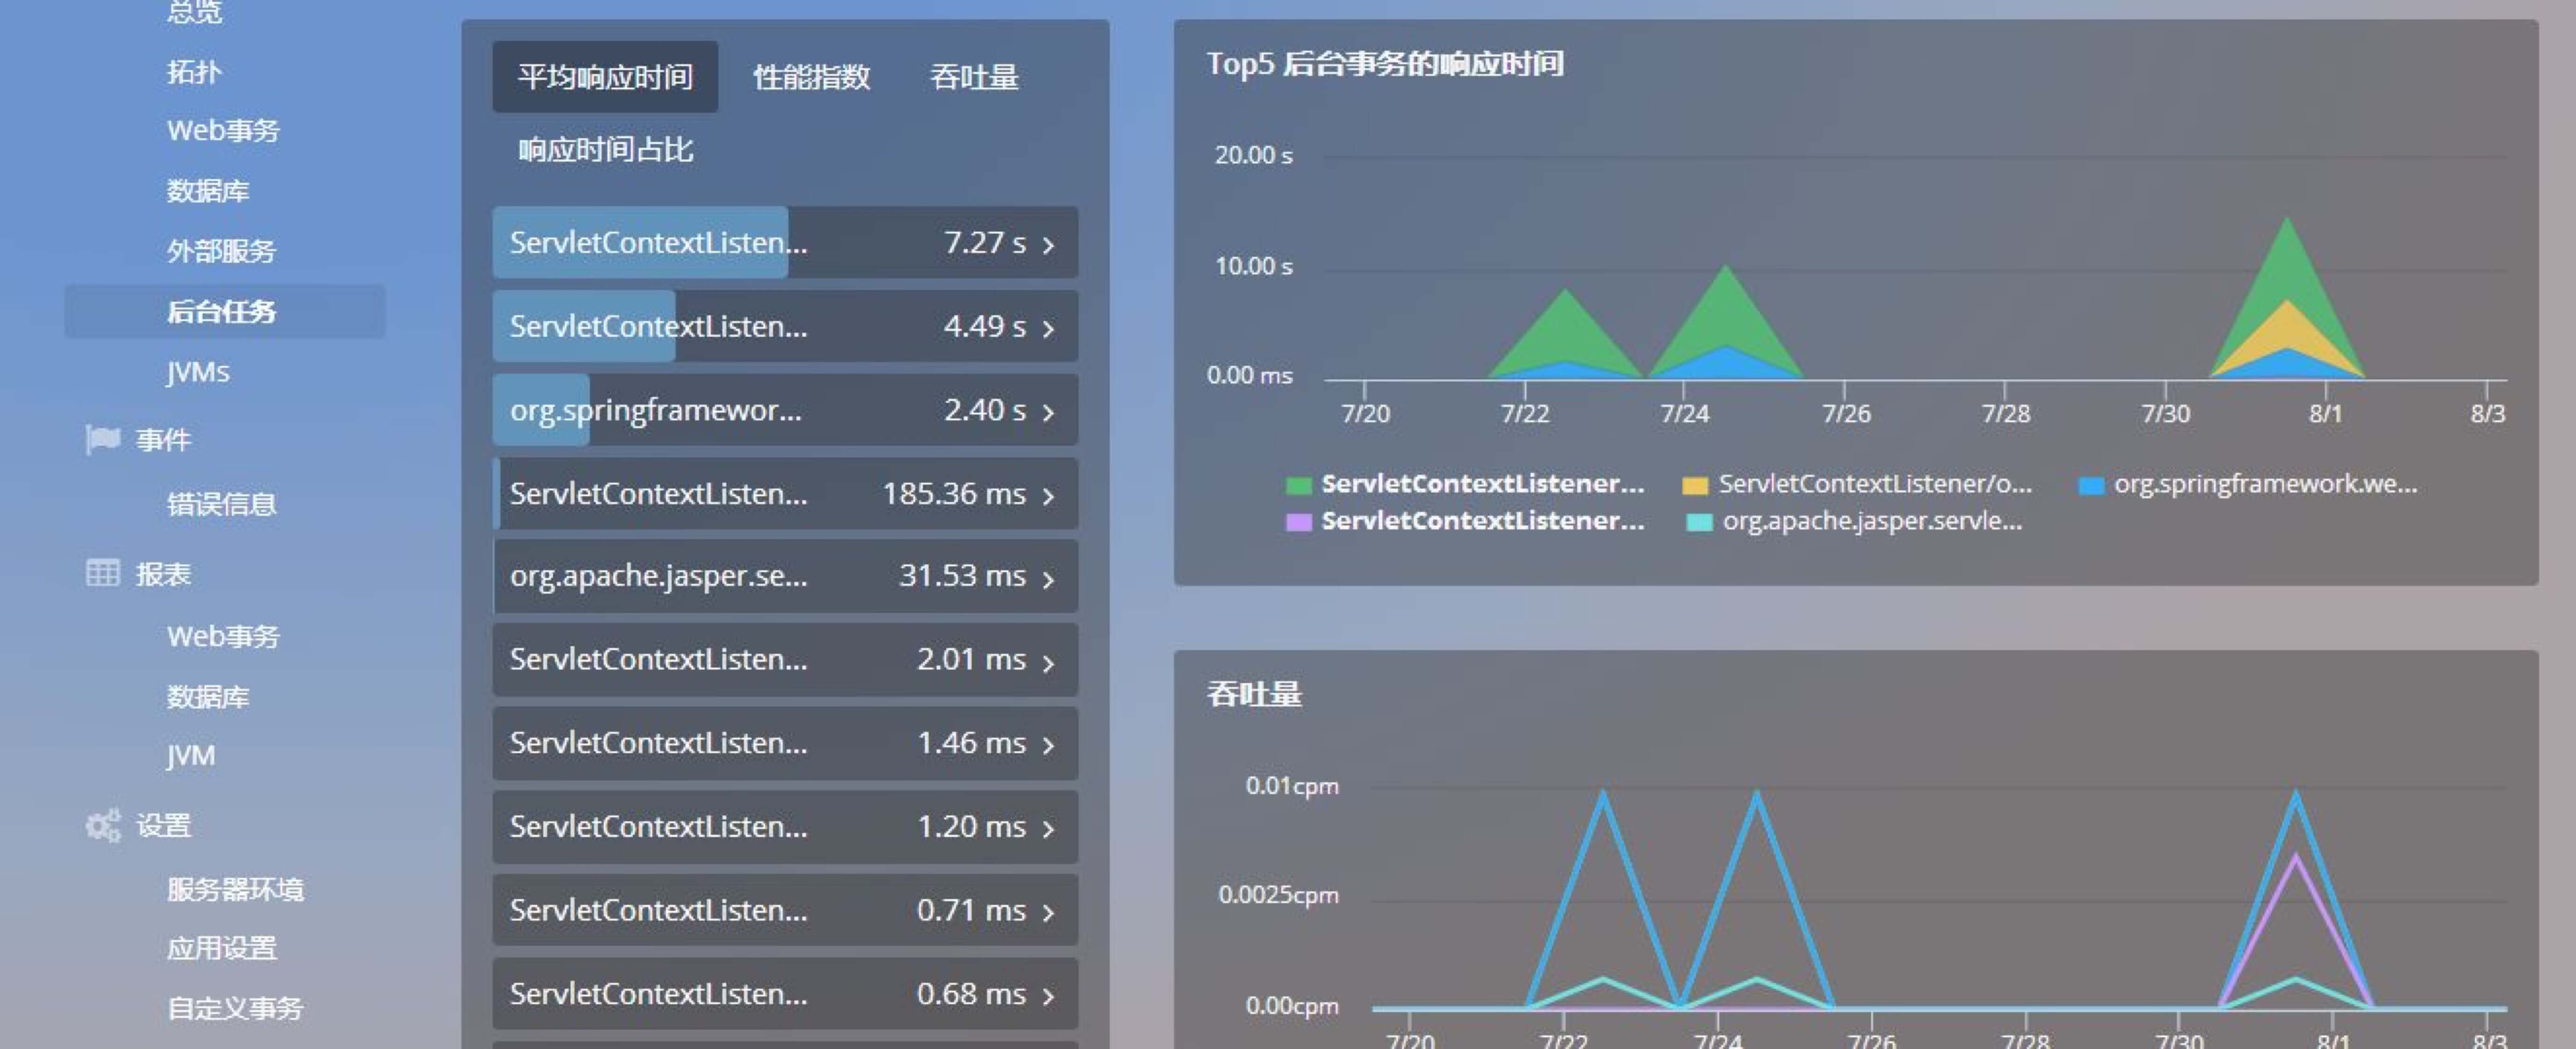 总览
拓扑
Web事务
数据库
外部服务
后台任务
JVMs
事件
错误信息
报表
Web事务
数据库
JVM
设置
服务器环境
应用设置
自定义事务
平均响应时间 性能指数 吞吐量
响应时间占比
ServletContextListen... 7.27 s
ServletContextListen... 4.49 s
org.springframewor... 2.40 s
ServletContextListen... 185.36 ms
org.apache.jasper.se... 31.53 ms
ServletContextListen... 2.01 ms
ServletContextListen... 1.46 ms
ServletContextListen... 1.20 ms
ServletContextListen... 0.71 ms
ServletContextListen... 0.68 ms
Top5 后台事务的响应时间
20.00 s
10.00 s
0.00 ms
7/20 7/22 7/24 7/26 7/28 7/30 8/1 8/3
ServletContextListener... ServletContextListener/o... org.springframework.we...
ServletContextListener... org.apache.jasper.servle...
吞吐量
0.01cpm
0.0025cpm
0.00cpm
7/20 7/22 7/24 7/26 7/28 7/30 8/1 8/3